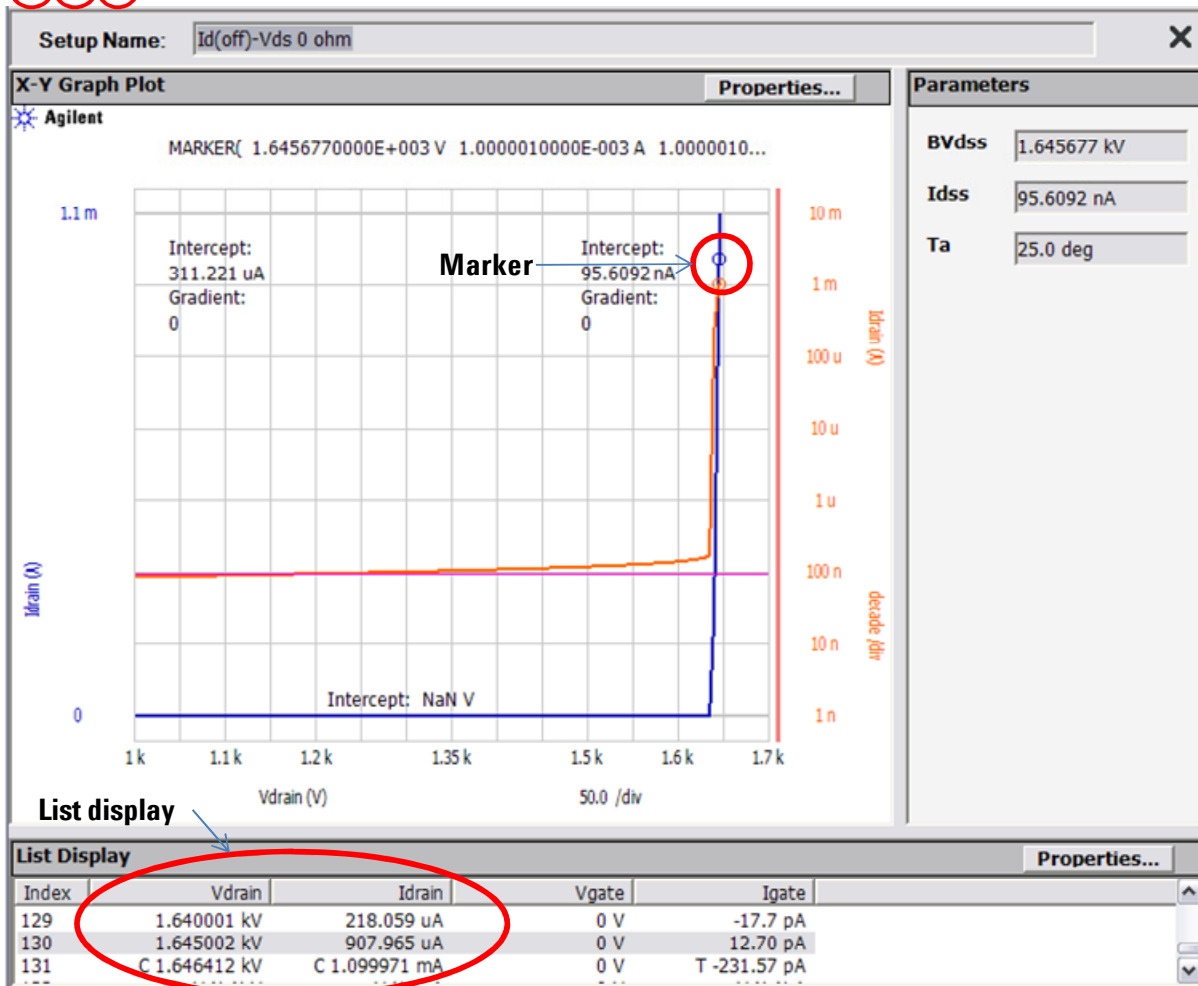 Setup Name: Id(off)-Vds 0 ohm
X-Y Graph Plot Properties...
Agilent
MARKER( 1.6456770000E+003 V 1.0000010000E-003 A 1.0000010...
1.1 m
Intercept:
311.221 uA
Gradient:
0
Marker
Intercept:
95.6092 nA
Gradient:
0
10 m
1 m
100 u
10 u
1 u
100 n
10 n
1 n
Idrain (A)
decade /div
Idrain (A)
0
Intercept: NaN V
1 k 1.1 k 1.2 k 1.35 k 1.5 k 1.6 k 1.7 k
Vdrain (V) 50.0 /div
Parameters
BVdss 1.645677 kV
Idss 95.6092 nA
Ta 25.0 deg
List display
List Display Properties...
Index Vdrain Idrain Vgate Igate
129 1.640001 kV 218.059 uA 0 V -17.7 pA
130 1.645002 kV 907.965 uA 0 V 12.70 pA
131 C 1.646412 kV C 1.099971 mA 0 V T -231.57 pA